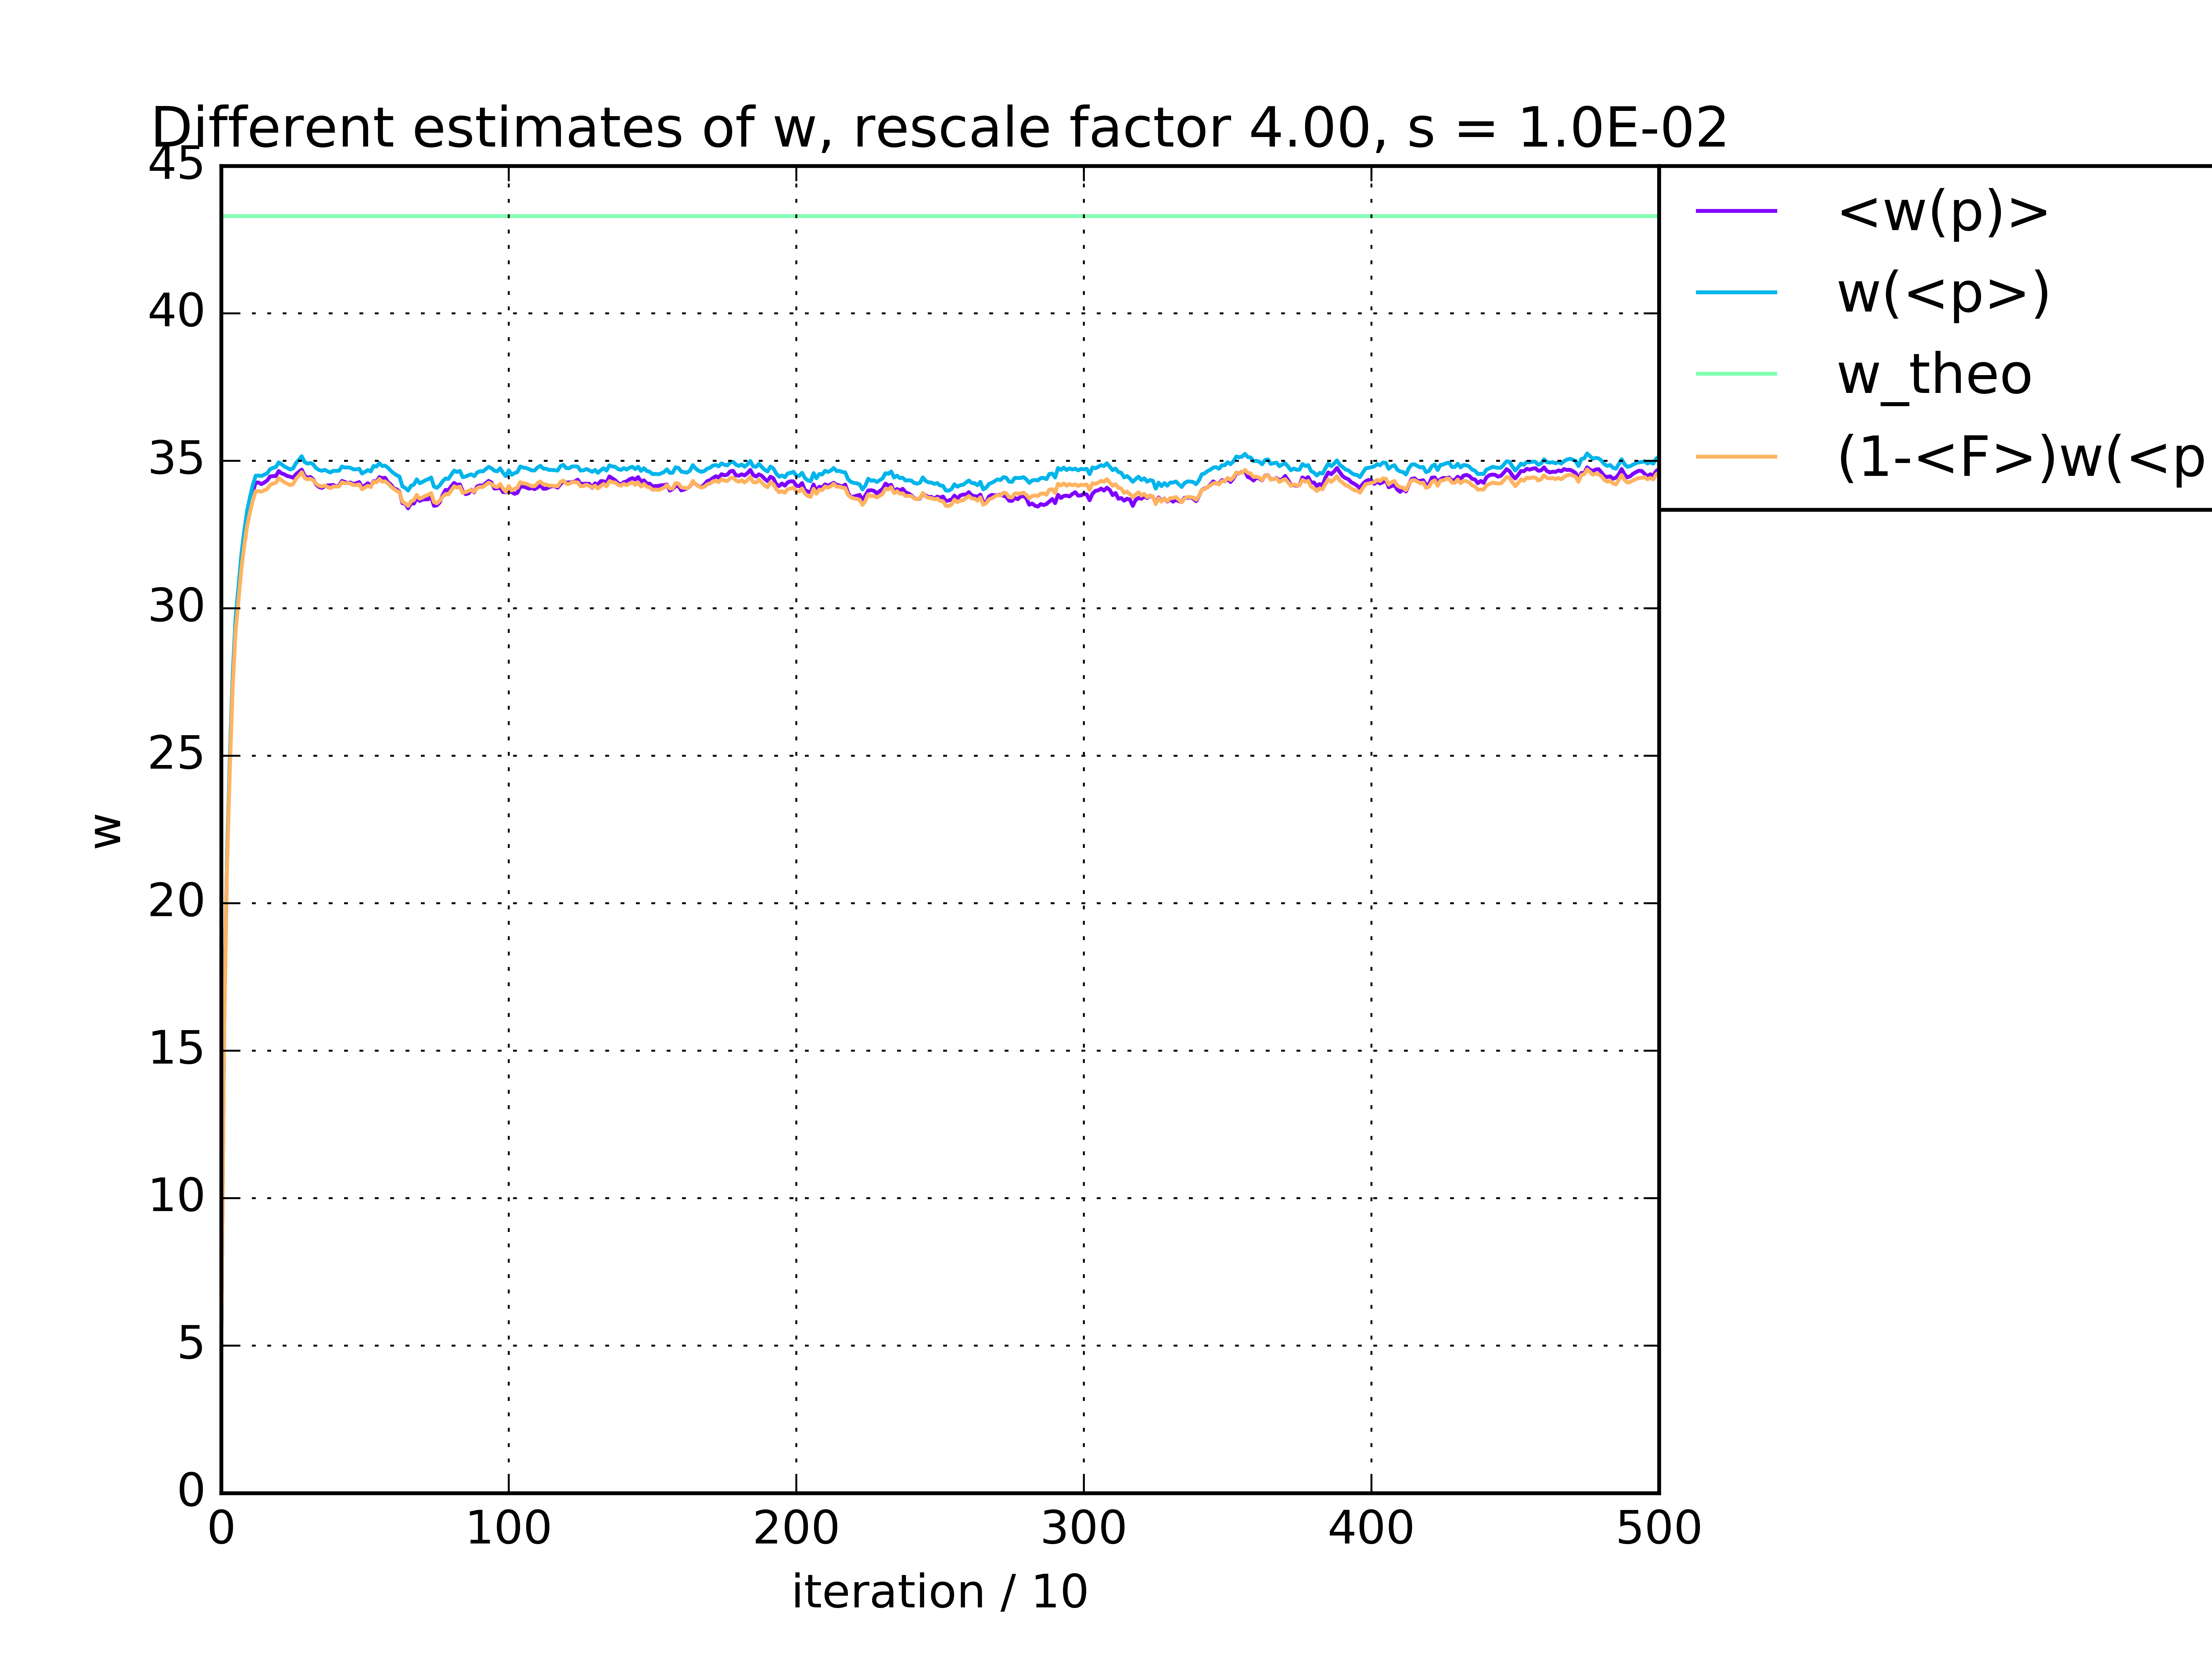 Different estimates of w, rescale factor 4.00, s = 1.0E-02
45
40
35
30
25
20
15
10
5
0
w
0 100 200 300 400 500
iteration / 10
<w(p)>
w(<p>)
w_theo
(1-<F>)w(<p